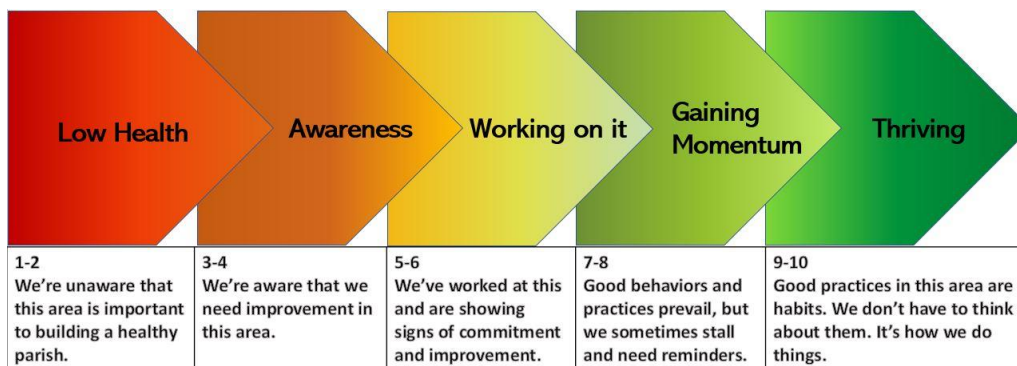 Low Health
Awareness
Working on it
Gaining
Momentum
Thriving
1-2
We’re unaware that
this area is important
to building a healthy
parish.
3-4
We’re aware that we
need improvement in
this area.
5-6
We’ve worked at this
and are showing
signs of commitment
and improvement.
7-8
Good behaviors and
practices prevail, but
we sometimes stall
and need reminders.
9-10
Good practices in this area are
habits. We don’t have to think
about them. It’s how we do
things.